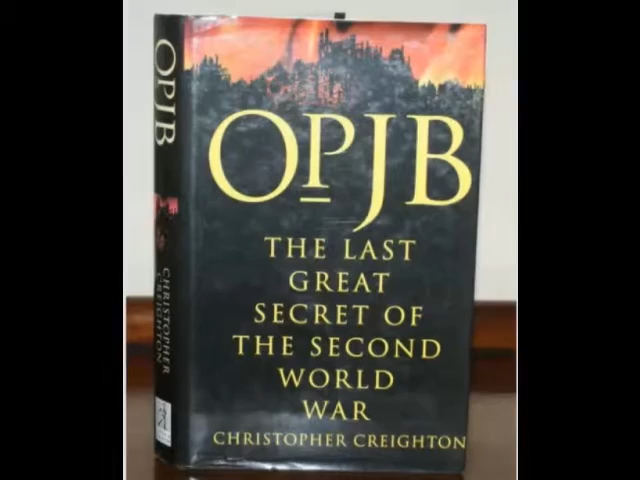 OPJB
CHRISTOPHER
CREIGHTON
OPJB
THE LAST
GREAT
SECRET OF
THE SECOND
WORLD
WAR
CHRISTOPHER CREIGHTON